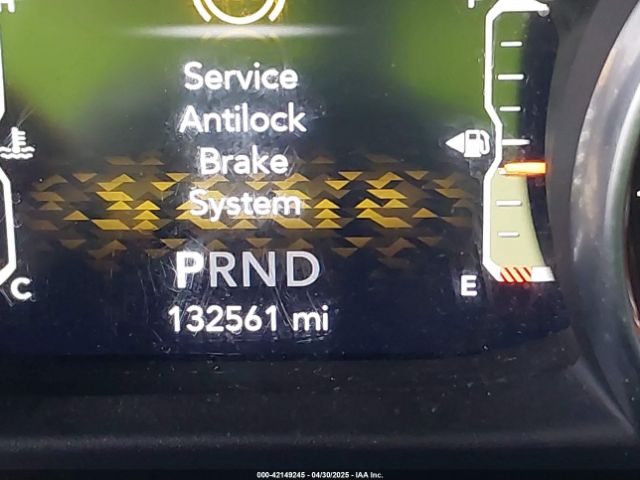 H
F
Service
Antilock
Brake
System
PRND
C
E
132561 mi
000-42149245 - 04/30/2025 - IAA Inc.